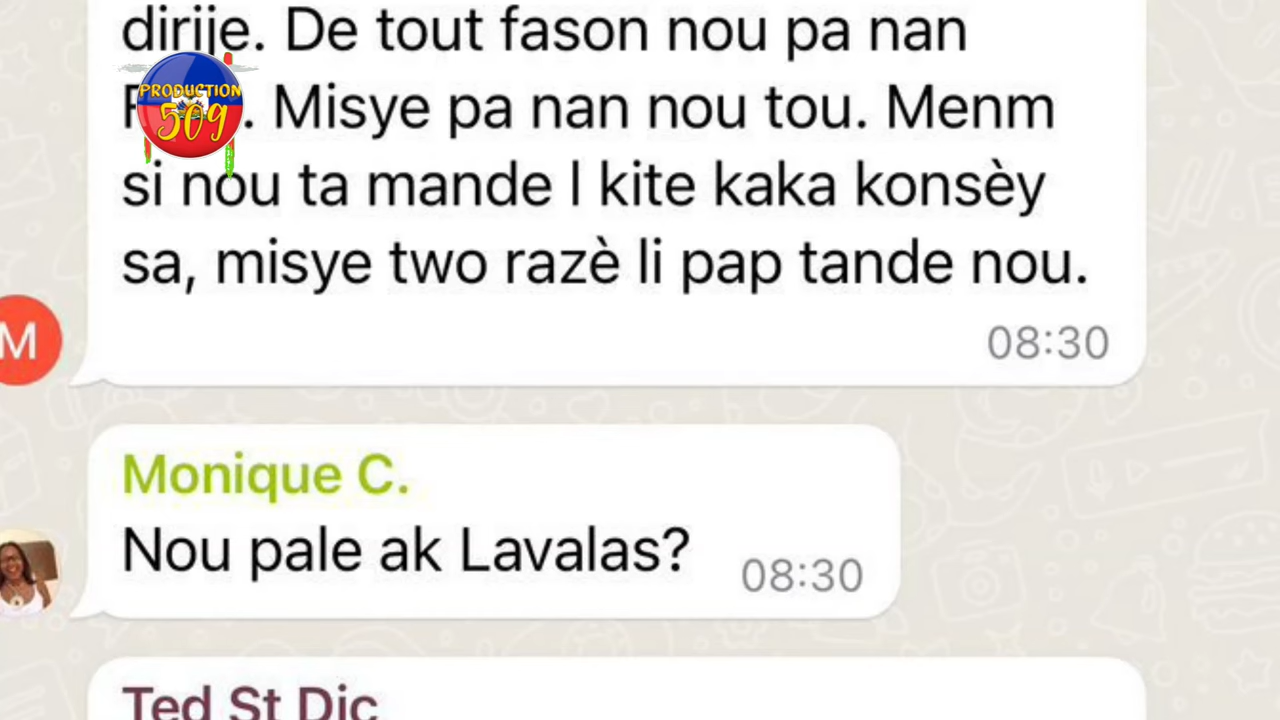 dirije. De tout fason nou pa nan
PRODUCTION
509
. Misye pa nan nou tou. Menm
si nou ta mande l kite kaka konsèy
sa, misye two razè li pap tande nou.
08:30
M
Monique C.
Nou pale ak Lavalas?
08:30
Ted St Dic